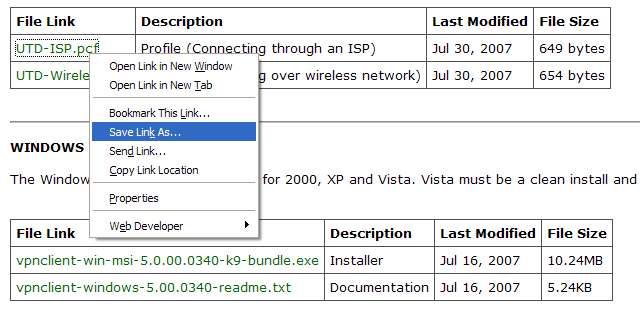 File Link Description Last Modified File Size
UTD-ISP.pcf Profile (Connecting through an ISP) Jul 30, 2007 649 bytes
UTD-Wirele over wireless network) Jul 30, 2007 654 bytes
Open Link in New Window
Open Link in New Tab
Bookmark This Link...
Save Link As...
Send Link...
Copy Link Location
Properties
Web Developer
WINDOWS
The Window for 2000, XP and Vista. Vista must be a clean install and
File Link Description Last Modified File Size
vpnclient-win-msi-5.0.00.0340-k9-bundle.exe Installer Jul 16, 2007 10.24MB
vpnclient-windows-5.00.0340-readme.txt Documentation Jul 16, 2007 5.24KB